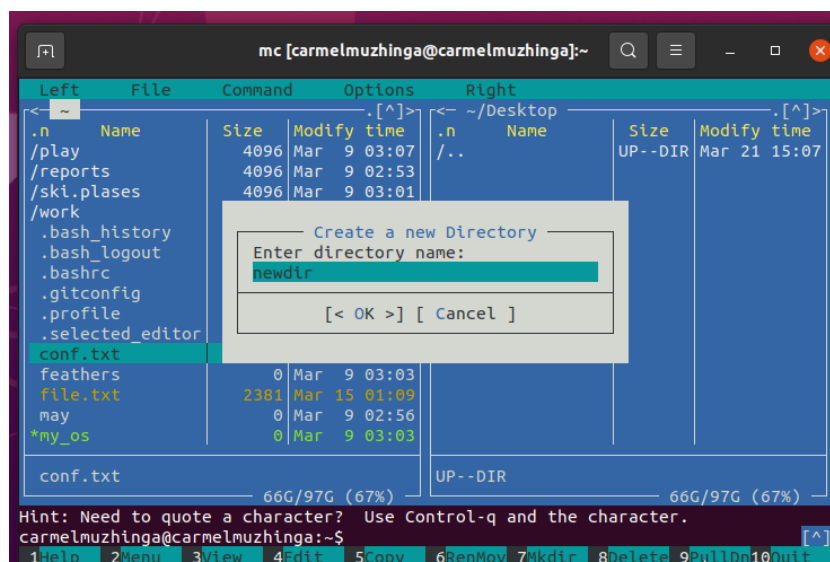 mc [carmelmuzhinga@carmelmuzhinga]:~
Left File Command Options Right
<— ~ .[^]> <— ~/Desktop .[^]>
.n Name Size Modify time .n Name Size Modify time
/play 4096 Mar 9 03:07 /.. UP--DIR Mar 21 15:07
/reports 4096 Mar 9 02:53
/ski.plases 4096 Mar 9 03:01
/work
.bash_history
.bash_logout
.bashrc
.gitconfig
.profile
.selected_editor
conf.txt
Create a new Directory
Enter directory name:
newdir
[< OK >] [ Cancel ]
feathers 0 Mar 9 03:03
file.txt 2381 Mar 15 01:09
may 0 Mar 9 02:56
*my_os 0 Mar 9 03:03
conf.txt UP--DIR
66G/97G (67%) 66G/97G (67%)
Hint: Need to quote a character? Use Control-q and the character.
carmelmuzhinga@carmelmuzhinga:~$ [^]
1Help 2Menu 3View 4Edit 5Copy 6RenMov 7Mkdir 8Delete 9PullDn 10Quit